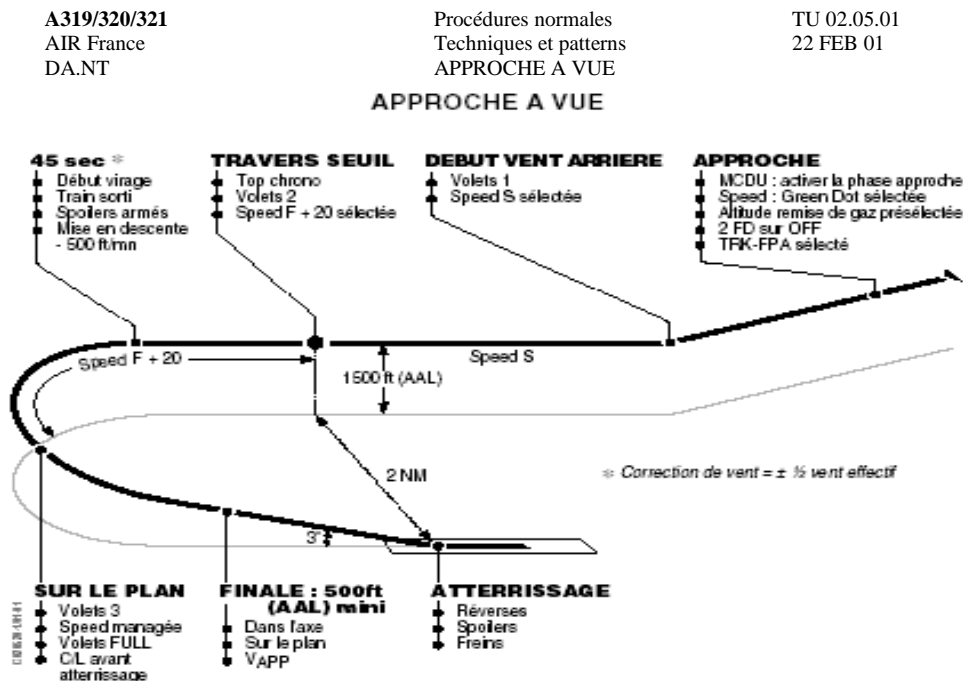 A319/320/321 Procédures normales TU 02.05.01
AIR France Techniques et patterns 22 FEB 01
DA.NT APPROCHE A VUE
APPROCHE A VUE
45 sec *
Début virage
Train sorti
Spoilers armés
Mise en descente
- 500 ft/mn
TRAVERS SEUIL
Top chrono
Volets 2
Speed F + 20 sélectée
DEBUT VENT ARRIERE
Volets 1
Speed S sélectée
APPROCHE
MCDU : activer la phase approche
Speed : Green Dot sélectée
Altitude remise de gaz présélectée
2 FD sur OFF
TRK-FPA sélecté
Speed F + 20
Speed S
1500 ft (AAL)
2 NM
* Correction de vent = ± ½ vent effectif
3°
SUR LE PLAN
Volets 3
Speed managée
Volets FULL
C/L avant
atterrissage
FINALE : 500ft
(AAL) mini
Dans l'axe
Sur le plan
VAPP
ATTERRISSAGE
Réverses
Spoilers
Freins